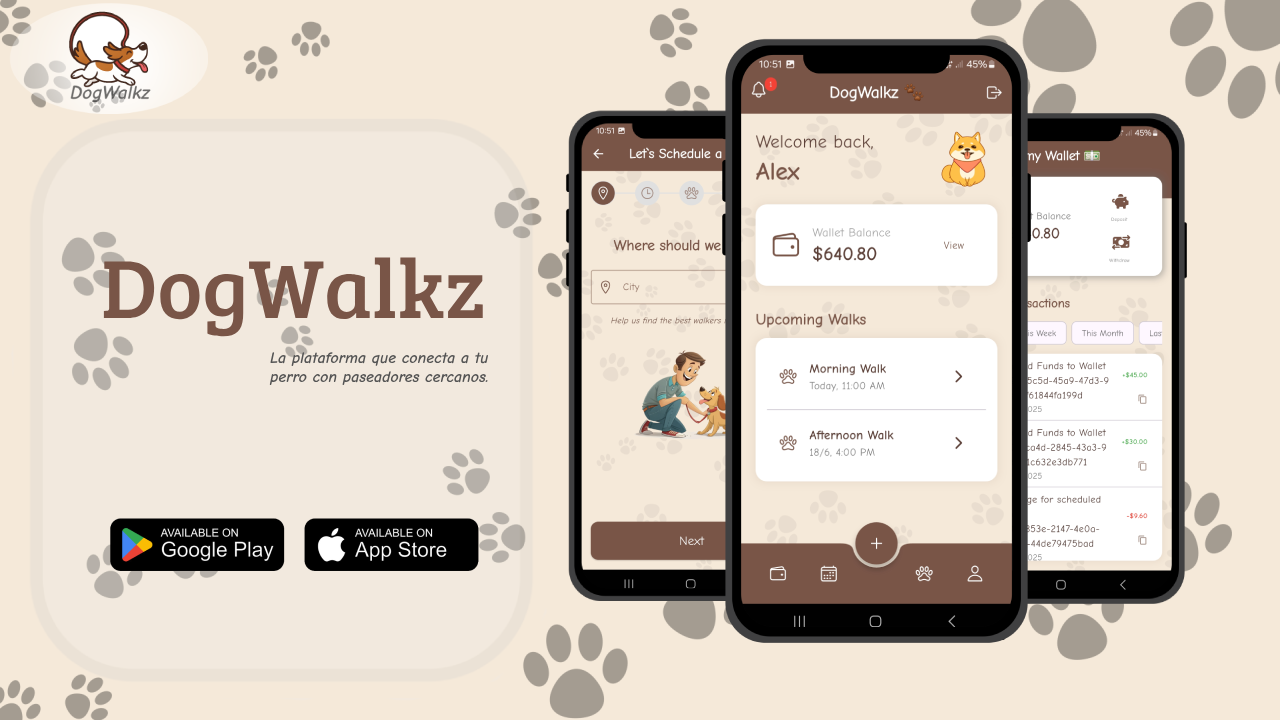 DogWalkz
DogWalkz
La plataforma que conecta a tu
perro con paseadores cercanos.
AVAILABLE ON
Google Play
AVAILABLE ON
App Store
10:51
Let's Schedule a
Where should we
City
Help us find the best walkers
Next
10:51
45%
1
DogWalkz
Welcome back,
Alex
Wallet Balance
$640.80
View
Upcoming Walks
Morning Walk
Today, 11:00 AM
Afternoon Walk
18/6, 4:00 PM
+
45%
my Wallet
Balance
0.80
Deposit
Withdraw
sactions
is Week
This Month
Las
d Funds to Wallet
5c5d-45a9-47d3-9
f61844fa199d
025
+$45.00
d Funds to Wallet
ca4d-2845-43a3-9
1c632e3db771
025
+$30.00
ge for scheduled
853e-2147-4e0a-
-44de79475bad
025
-$9.60